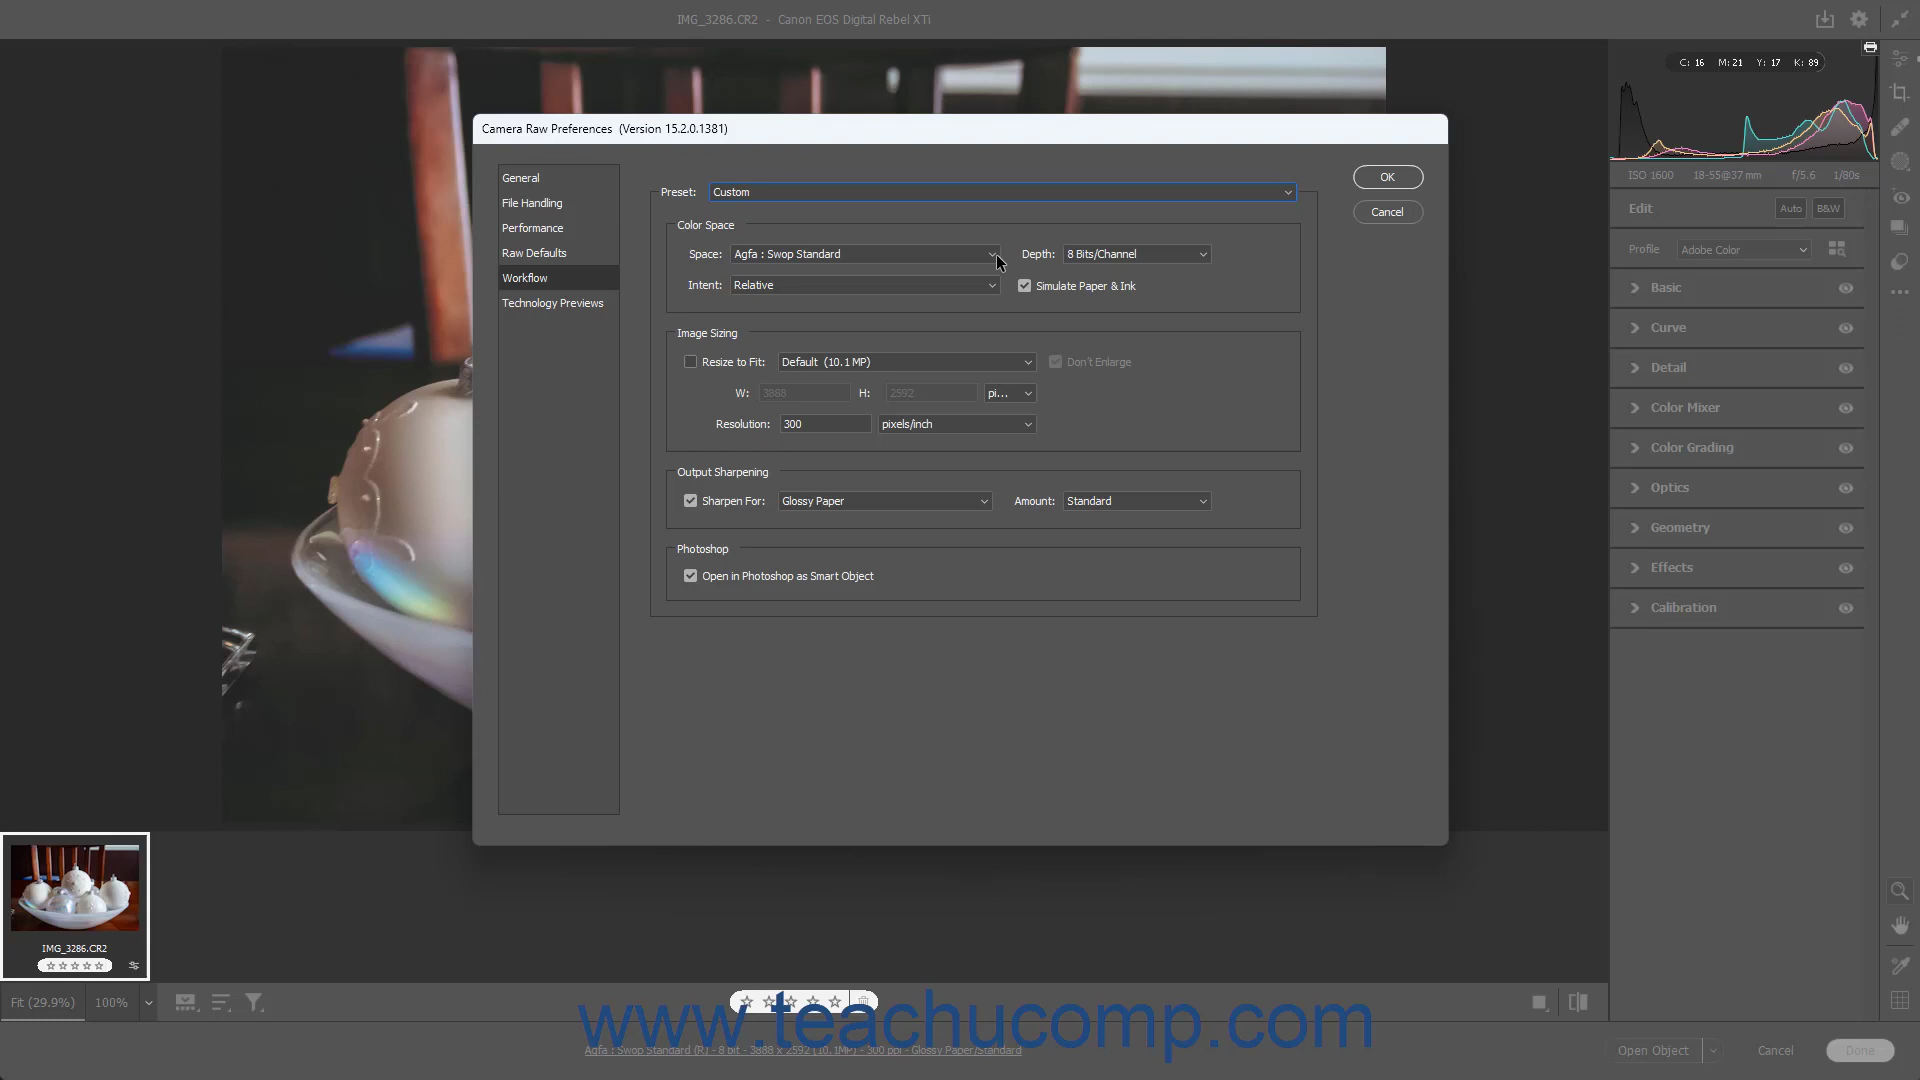 IMG_3286.CR2 - Canon EOS Digital Rebel XTi
C: 16 M: 21 Y: 17 K: 89
ISO 1600 18-55@37 mm f/5.6 1/80s
Edit Auto B&W
Profile Adobe Color
Basic
Curve
Detail
Color Mixer
Color Grading
Optics
Geometry
Effects
Calibration
Camera Raw Preferences (Version 15.2.0.1381)
General
File Handling
Performance
Raw Defaults
Workflow
Technology Previews
Preset: Custom
OK
Cancel
Color Space
Space: Agfa : Swop Standard Depth: 8 Bits/Channel
Intent: Relative Simulate Paper & Ink
Image Sizing
Resize to Fit: Default (10.1 MP) Don't Enlarge
W: 3888 H: 2592 pi...
Resolution: 300 pixels/inch
Output Sharpening
Sharpen For: Glossy Paper Amount: Standard
Photoshop
Open in Photoshop as Smart Object
IMG_3286.CR2
Fit (29.9%) 100%
www.teachucomp.com
Agfa : Swop Standard (R) - 8 bit - 3888 x 2592 (10.1MP) - 300 ppi - Glossy Paper/Standard
Open Object Cancel Done